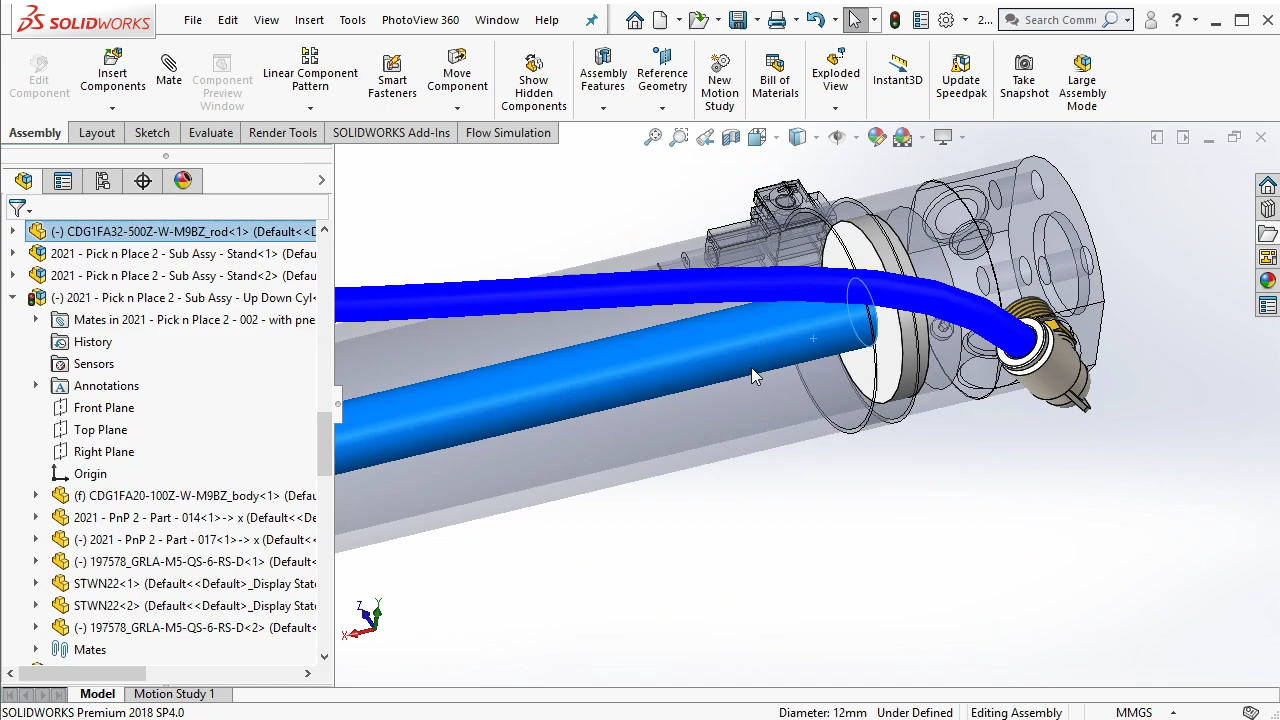 SOLIDWORKS
File
Edit
View
Insert
Tools
PhotoView 360
Window
Help
2...
Search Comm
?
Edit
Component
Insert
Components
Mate
Component
Preview
Window
Linear Component
Pattern
Smart
Fasteners
Move
Component
Show
Hidden
Components
Assembly
Features
Reference
Geometry
New
Motion
Study
Bill of
Materials
Exploded
View
Instant3D
Update
Speedpak
Take
Snapshot
Large
Assembly
Mode
Assembly
Layout
Sketch
Evaluate
Render Tools
SOLIDWORKS Add-Ins
Flow Simulation
(-) CDG1FA32-500Z-W-M9BZ_rod<1> (Default<<D
2021 - Pick n Place 2 - Sub Assy - Stand<1> (Defau
2021 - Pick n Place 2 - Sub Assy - Stand<2> (Defau
(-) 2021 - Pick n Place 2 - Sub Assy - Up Down Cyl<
Mates in 2021 - Pick n Place 2 - 002 - with pne
History
Sensors
Annotations
Front Plane
Top Plane
Right Plane
Origin
(f) CDG1FA20-100Z-W-M9BZ_body<1> (Defau
2021 - PnP 2 - Part - 014<1>-> x (Default<<De
(-) 2021 - PnP 2 - Part - 017<1>-> x (Default<
(-) 197578_GRLA-M5-QS-6-RS-D<1> (Default<
STWN22<1> (Default<<Default>_Display State
STWN22<2> (Default<<Default>_Display State
(-) 197578_GRLA-M5-QS-6-RS-D<2> (Default<
Mates
Z
Y
X
Model
Motion Study 1
SOLIDWORKS Premium 2018 SP4.0
Diameter: 12mm
Under Defined
Editing Assembly
MMGS